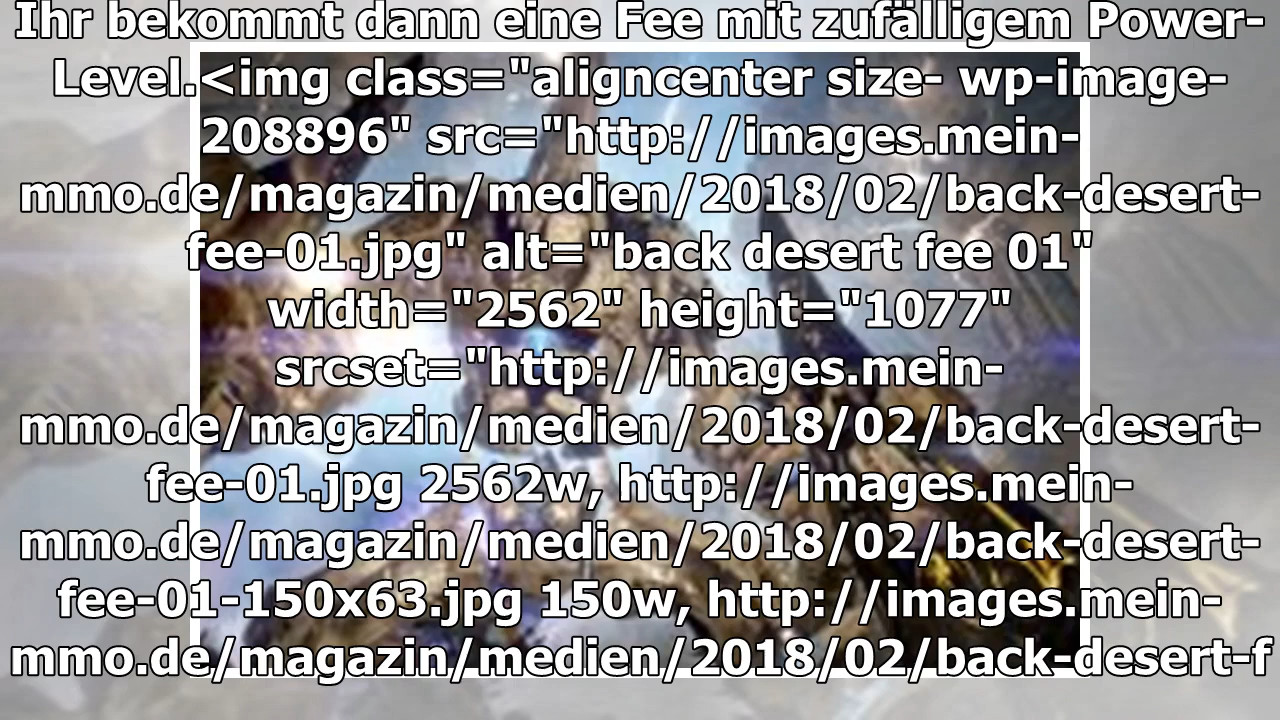 Ihr bekommt dann eine Fee mit zufälligem Power-
Level.<img class="aligncenter size- wp-image-
208896" src="http://images.mein-
mmo.de/magazin/medien/2018/02/back-desert-
fee-01.jpg" alt="back desert fee 01"
width="2562" height="1077"
srcset="http://images.mein-
mmo.de/magazin/medien/2018/02/back-desert-
fee-01.jpg 2562w, http://images.mein-
mmo.de/magazin/medien/2018/02/back-desert-
fee-01-150x63.jpg 150w, http://images.mein-
mmo.de/magazin/medien/2018/02/back-desert-f